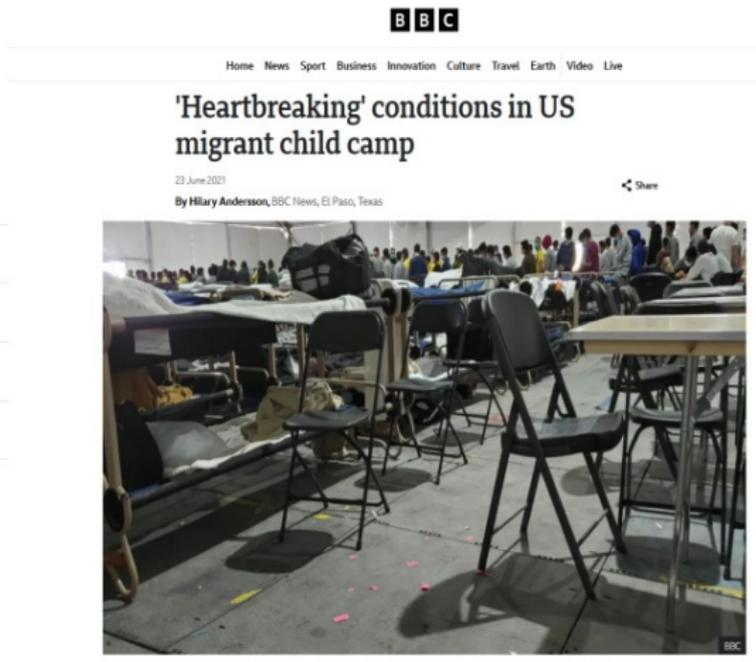 BBC
Home News Sport Business Innovation Culture Travel Earth Video Live
'Heartbreaking' conditions in US
migrant child camp
23 June 2021
Share
By Hilary Andersson, BBC News, El Paso, Texas
BBC